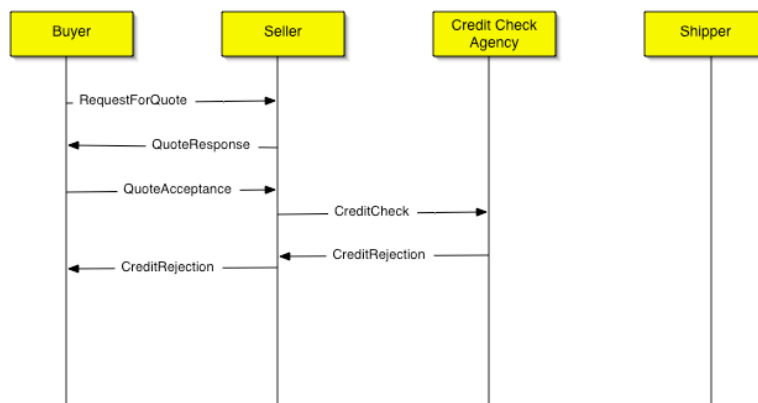 Buyer
Seller
Credit Check
Agency
Shipper
RequestForQuote
QuoteResponse
QuoteAcceptance
CreditCheck
CreditRejection
CreditRejection